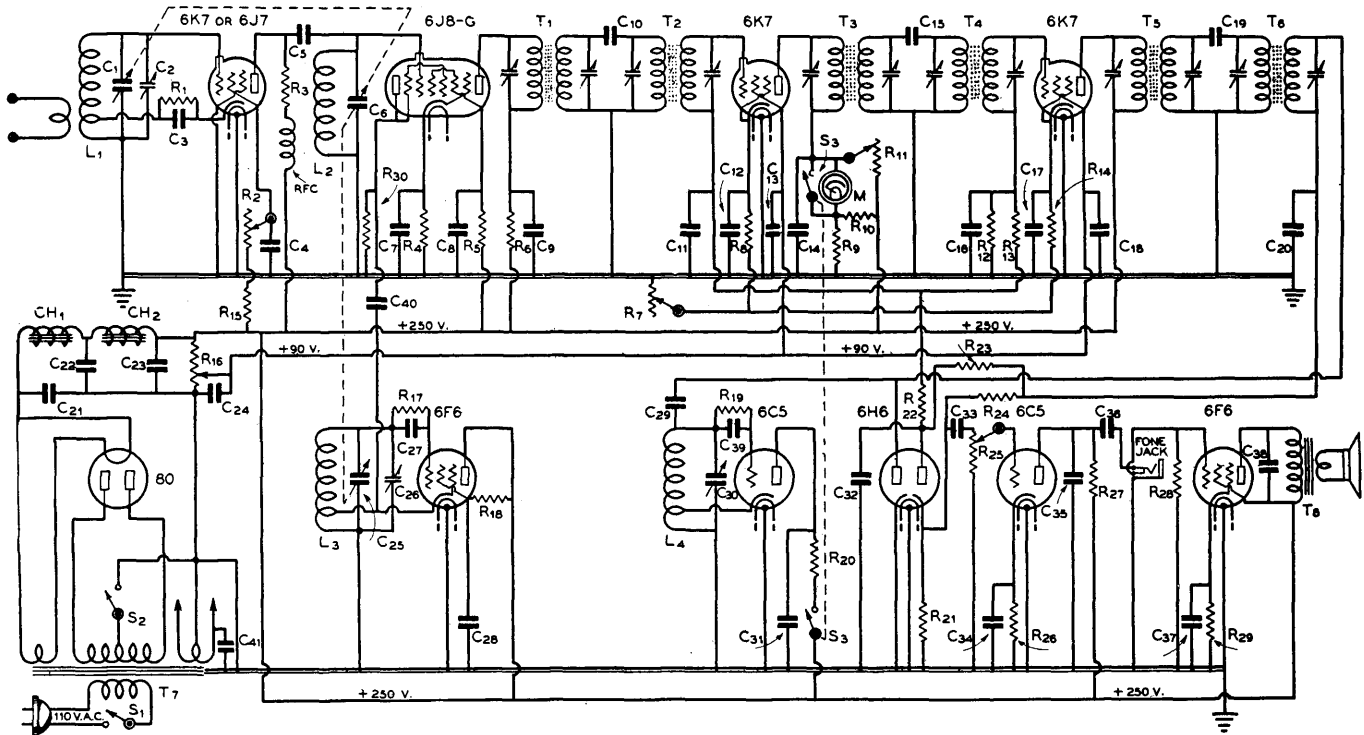 6K7 OR 6J7
6J8-G
T1
C10
T2
6K7
T3
C15
T4
6K7
T5
C19
T6
C1
C2
C5
R1
C3
R3
L1
L2
C6
RFC
R2
C4
R30
C7
R4
C8
R5
R6
C9
C11
C12
R8
C13
C14
S3
M
R11
R10
R9
C16
R12
R13
C17
R14
C18
C20
R15
C40
R7
+250 V.
+250 V.
+90 V.
+90 V.
CH1
CH2
C22
C23
R16
C24
C21
80
S2
C41
T7
110 V.A.C.
S1
R17
6F6
C27
C26
C25
L3
R18
C28
C29
R19
6C5
C39
C30
L4
R20
C31
S3
C32
6H6
R22
R23
R24
C33
R25
6C5
R21
C34
R26
C35
R27
C36
FONE
JACK
R28
6F6
C38
T8
C37
R29
+250 V.
+250 V.